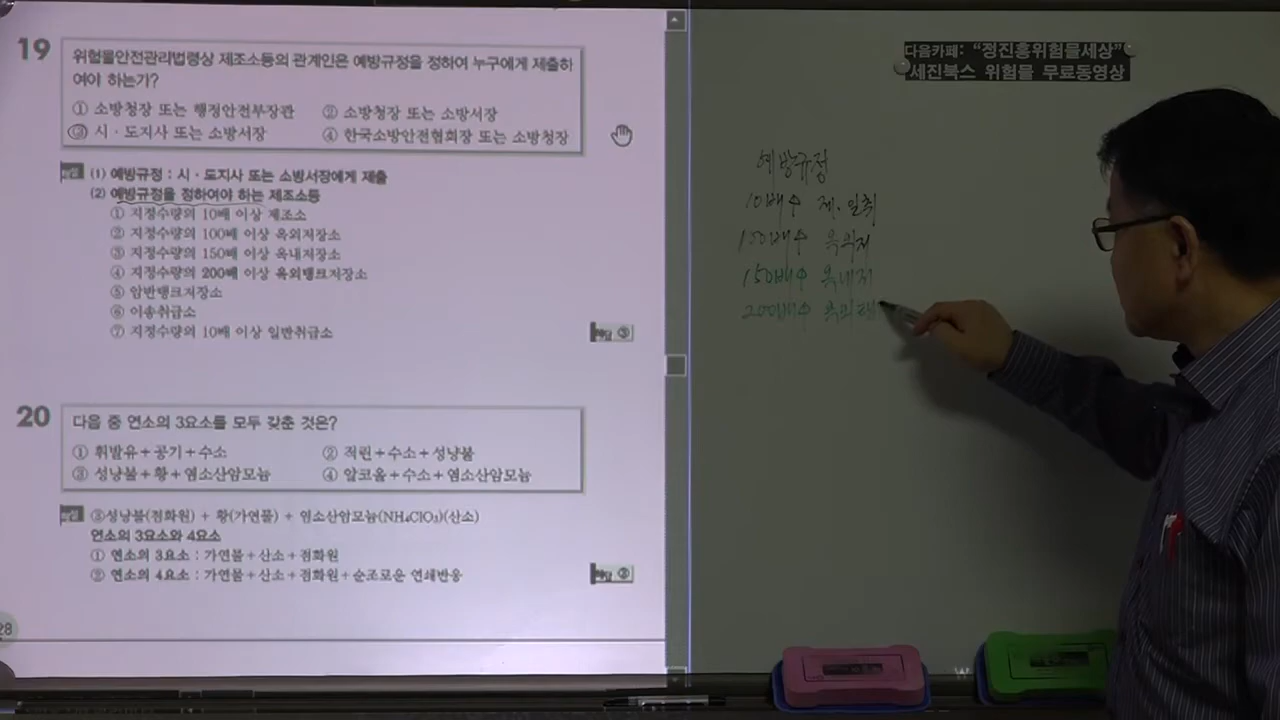 19
위험물안전관리법령상 제조소등의 관계인은 예방규정을 정하여 누구에게 제출하
여야 하는가?
① 소방청장 또는 행정안전부장관 ② 소방청장 또는 소방서장
③ 시·도지사 또는 소방서장 ④ 한국소방안전협회장 또는 소방청장
해설 (1) 예방규정 : 시·도지사 또는 소방서장에게 제출
(2) 예방규정을 정하여야 하는 제조소등
① 지정수량의 10배 이상 제조소
② 지정수량의 100배 이상 옥외저장소
③ 지정수량의 150배 이상 옥내저장소
④ 지정수량의 200배 이상 옥외탱크저장소
⑤ 암반탱크저장소
⑥ 이송취급소
⑦ 지정수량의 10배 이상 일반취급소
해답 ③
20
다음 중 연소의 3요소를 모두 갖춘 것은?
① 휘발유+공기+수소 ② 적린+수소+성냥불
③ 성냥불+황+염소산암모늄 ④ 알코올+수소+염소산암모늄
해설 ③성냥불(점화원) + 황(가연물) + 염소산암모늄(NH₄ClO₃)(산소)
연소의 3요소와 4요소
① 연소의 3요소 : 가연물+산소+점화원
② 연소의 4요소 : 가연물+산소+점화원+순조로운 연쇄반응
해답 ③
28
다음카페: “정진홍위험물세상”
세진북스 위험물 무료동영상
예방규정
10배↑ 제·일취
100배↑ 옥외저
150배↑ 옥내저
200배↑ 옥외탱